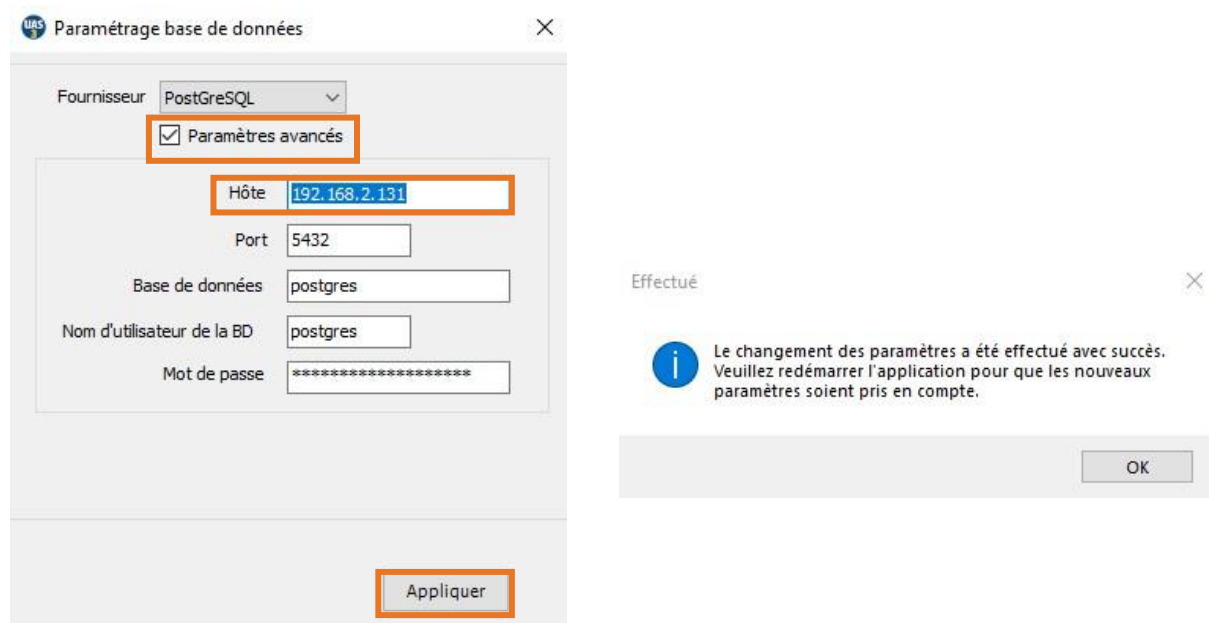 UAS
3
Paramétrage base de données
Fournisseur PostGreSQL
Paramètres avancés
Hôte 192.168.2.131
Port 5432
Base de données postgres
Nom d'utilisateur de la BD postgres
Mot de passe *******************
Appliquer
Effectué
Le changement des paramètres a été effectué avec succès.
Veuillez redémarrer l'application pour que les nouveaux
paramètres soient pris en compte.
OK